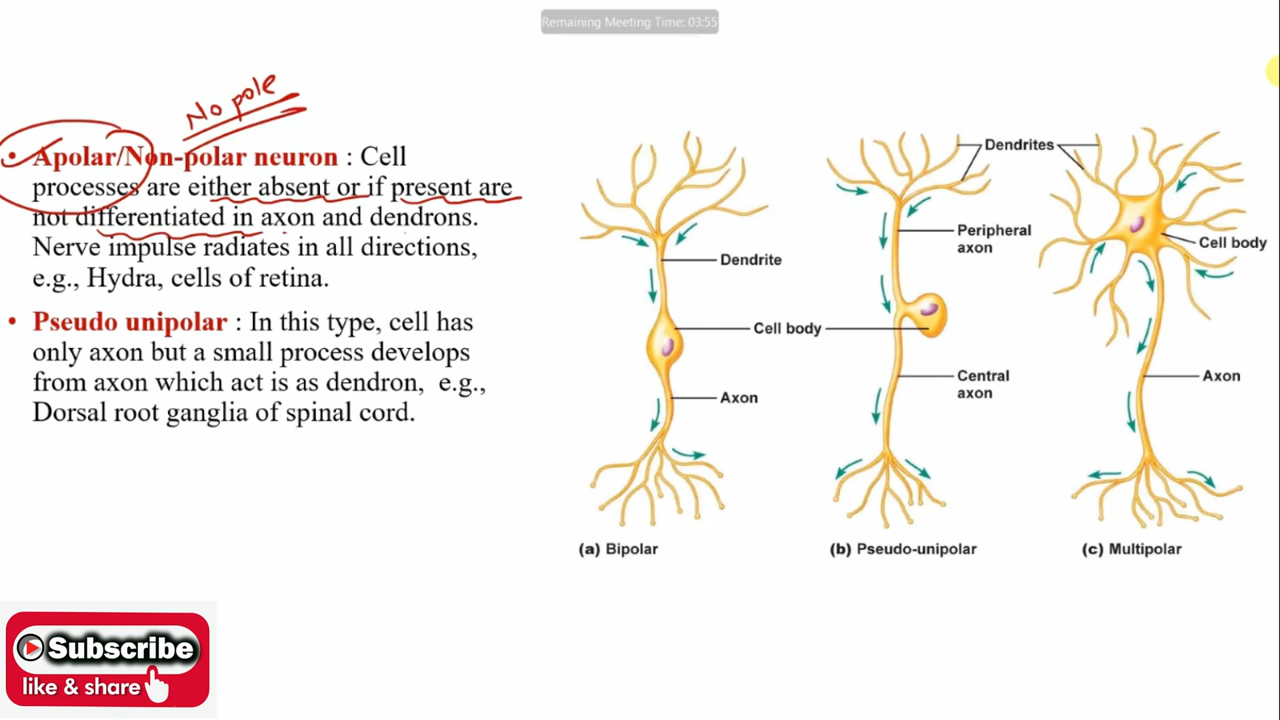 Remaining Meeting Time: 03:55
No pole
• Apolar/Non-polar neuron : Cell
processes are either absent or if present are
not differentiated in axon and dendrons.
Nerve impulse radiates in all directions,
e.g., Hydra, cells of retina.
• Pseudo unipolar : In this type, cell has
only axon but a small process develops
from axon which act is as dendron, e.g.,
Dorsal root ganglia of spinal cord.
Dendrite
Cell body
Axon
(a) Bipolar
Dendrites
Peripheral
axon
Central
axon
(b) Pseudo-unipolar
Cell body
Axon
(c) Multipolar
Subscribe
like & share